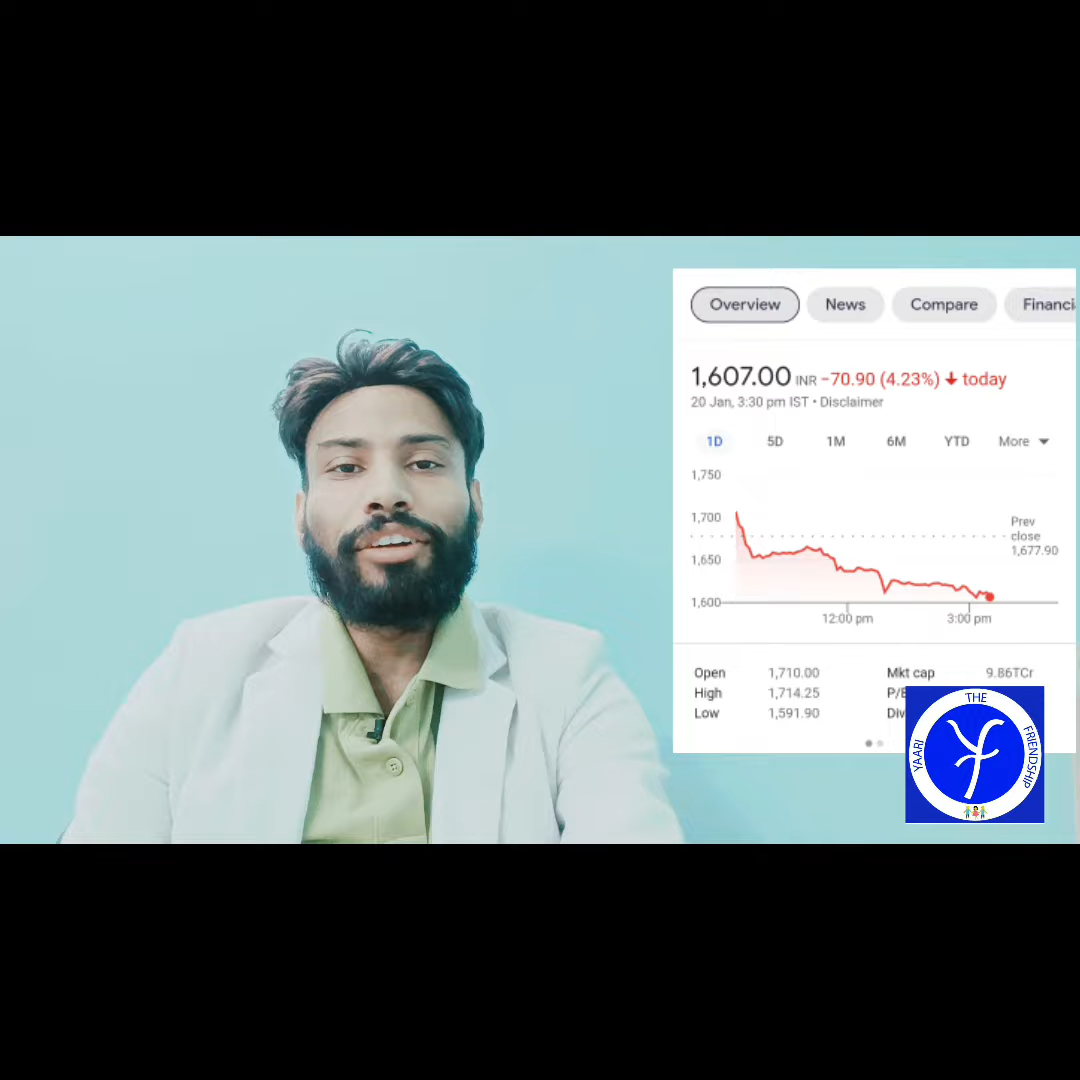 Overview News Compare
1,607.00 INR −70.90 (4.23%) ↓ today
20 Jan, 3:30 pm IST • Disclaimer
1D 5D 1M 6M YTD More
1,750
1,700
1,650
1,600
Prev
close
1,677.90
12:00 pm 3:00 pm
Open 1,710.00 Mkt cap 9.86TCr
High 1,714.25
Low 1,591.90
THE
YAARI
FRIENDSHIP